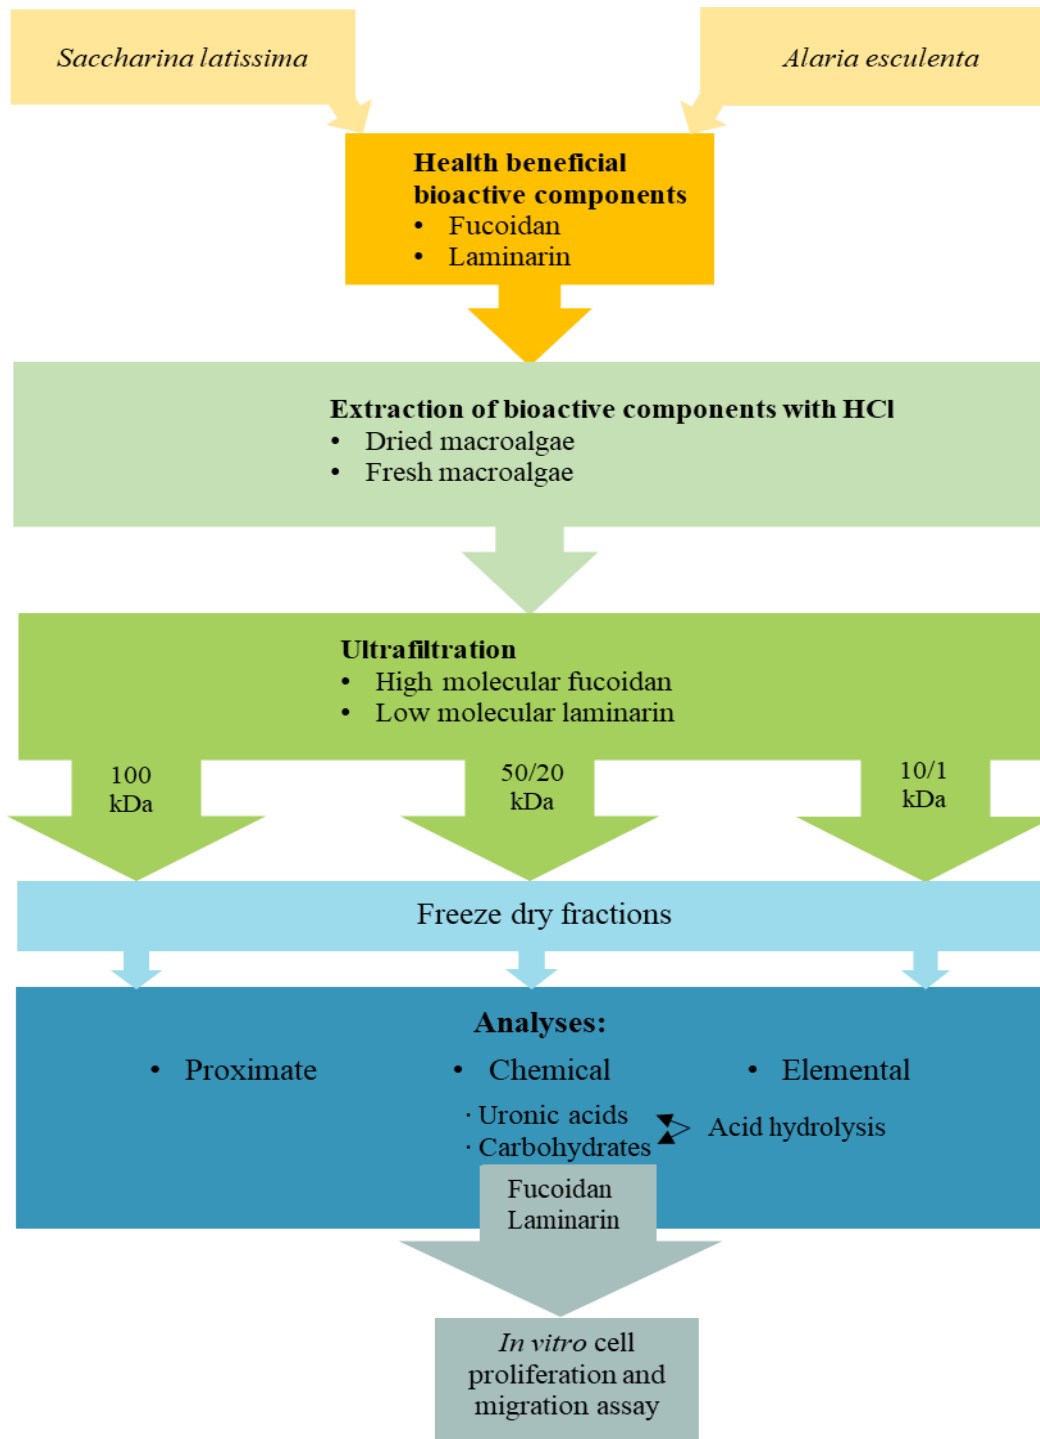 Saccharina latissima
Alaria esculenta
Health beneficial
bioactive components
• Fucoidan
• Laminarin
Extraction of bioactive components with HCl
• Dried macroalgae
• Fresh macroalgae
Ultrafiltration
• High molecular fucoidan
• Low molecular laminarin
100
kDa
50/20
kDa
10/1
kDa
Freeze dry fractions
Analyses:
• Proximate
• Chemical
• Elemental
· Uronic acids
· Carbohydrates
Acid hydrolysis
Fucoidan
Laminarin
In vitro cell
proliferation and
migration assay